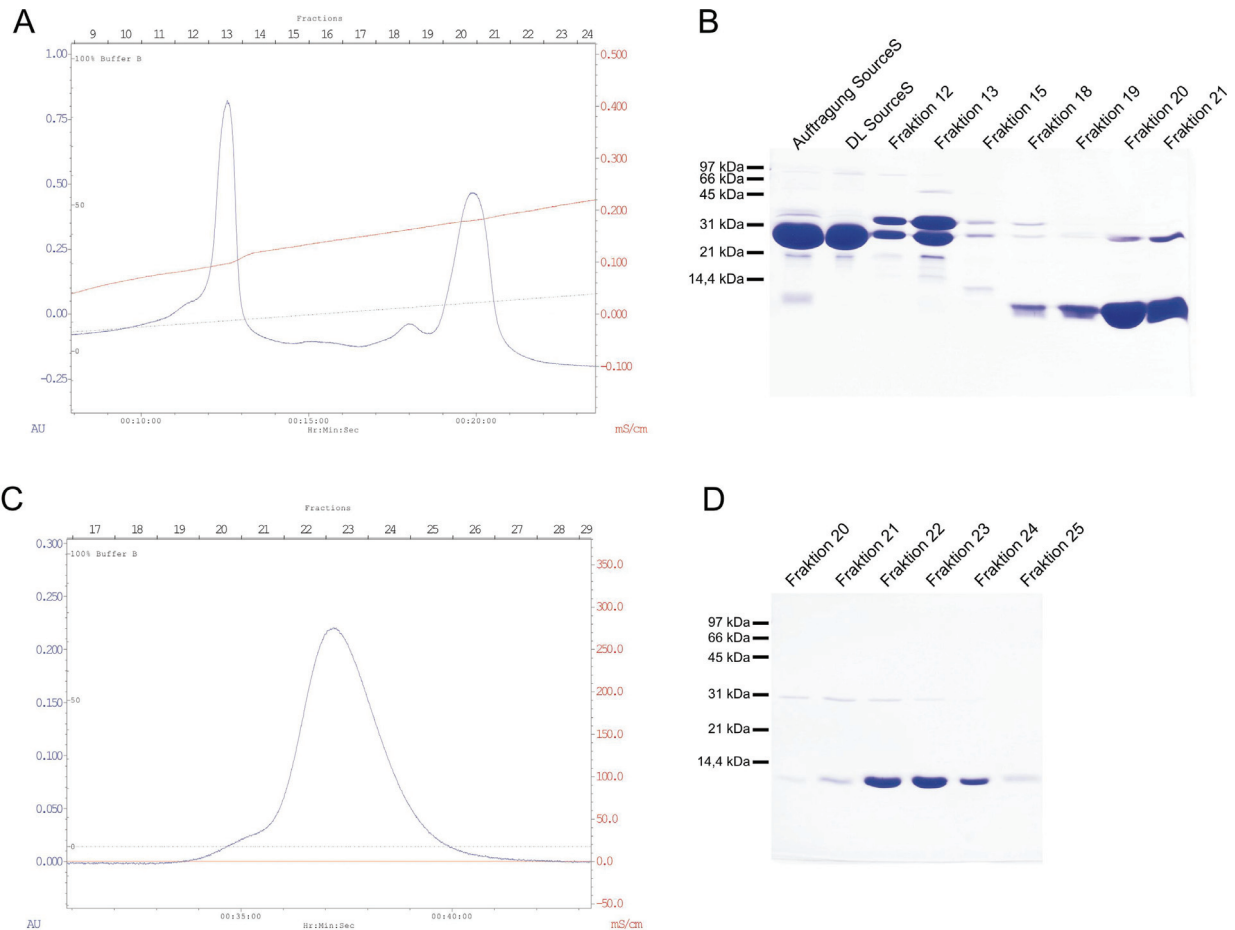 A
Fractions
9 10 11 12 13 14 15 16 17 18 19 20 21 22 23 24
1.00
0.75
0.50
0.25
0.00
-0.25
100% Buffer B
50
0
0.500
0.400
0.300
0.200
0.100
0.000
-0.100
00:10:00 00:15:00 00:20:00
AU Hr:Min:Sec mS/cm
B
Auftragung SourceS
DL SourceS
Fraktion 12
Fraktion 13
Fraktion 15
Fraktion 18
Fraktion 19
Fraktion 20
Fraktion 21
97 kDa
66 kDa
45 kDa
31 kDa
21 kDa
14,4 kDa
C
Fractions
17 18 19 20 21 22 23 24 25 26 27 28 29
0.300
0.250
0.200
0.150
0.100
0.050
0.000
100% Buffer B
50
0
350.0
300.0
250.0
200.0
150.0
100.0
50.0
0.0
-50.0
00:35:00 00:40:00
AU Hr:Min:Sec mS/cm
D
Fraktion 20
Fraktion 21
Fraktion 22
Fraktion 23
Fraktion 24
Fraktion 25
97 kDa
66 kDa
45 kDa
31 kDa
21 kDa
14,4 kDa